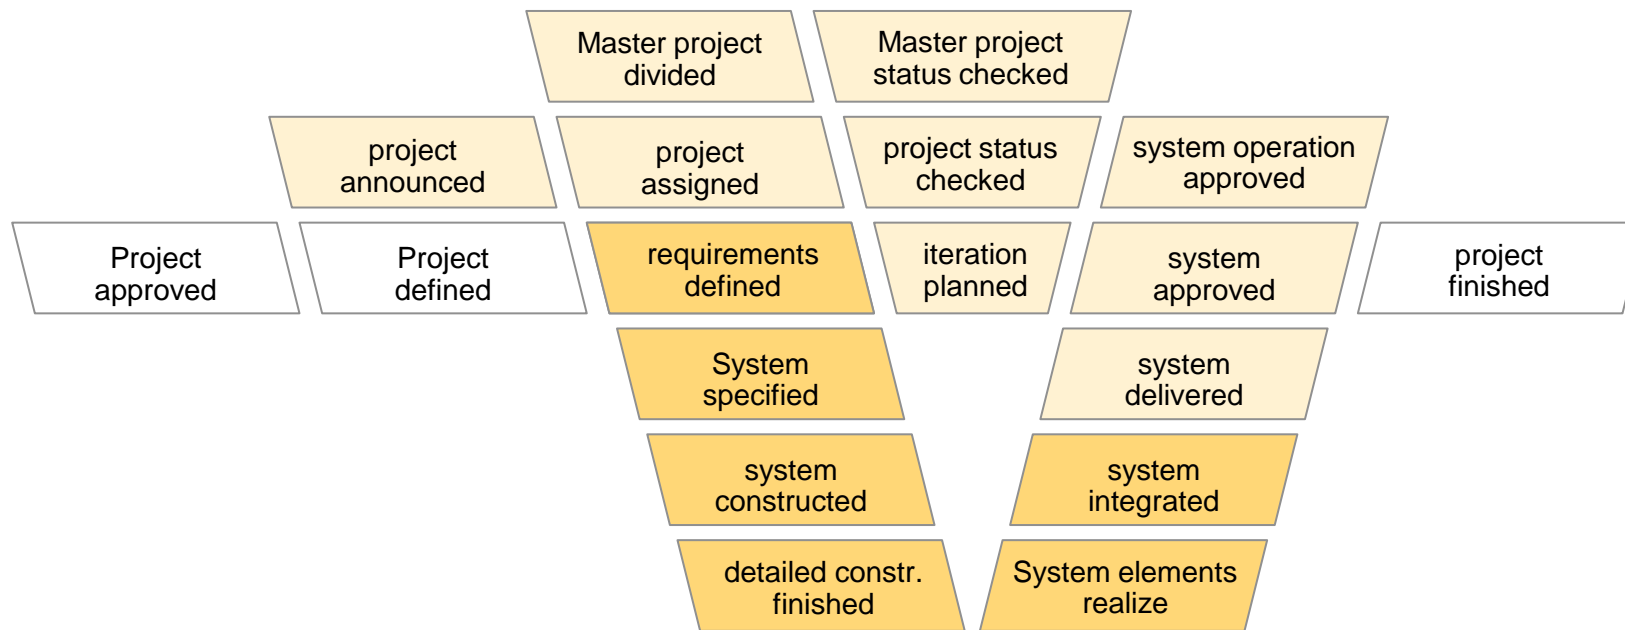 Master project
divided
Master project
status checked
project
announced
project
assigned
project status
checked
system operation
approved
Project
approved
Project
defined
requirements
defined
iteration
planned
system
approved
project
finished
System
specified
system
delivered
system
constructed
system
integrated
detailed constr.
finished
System elements
realize